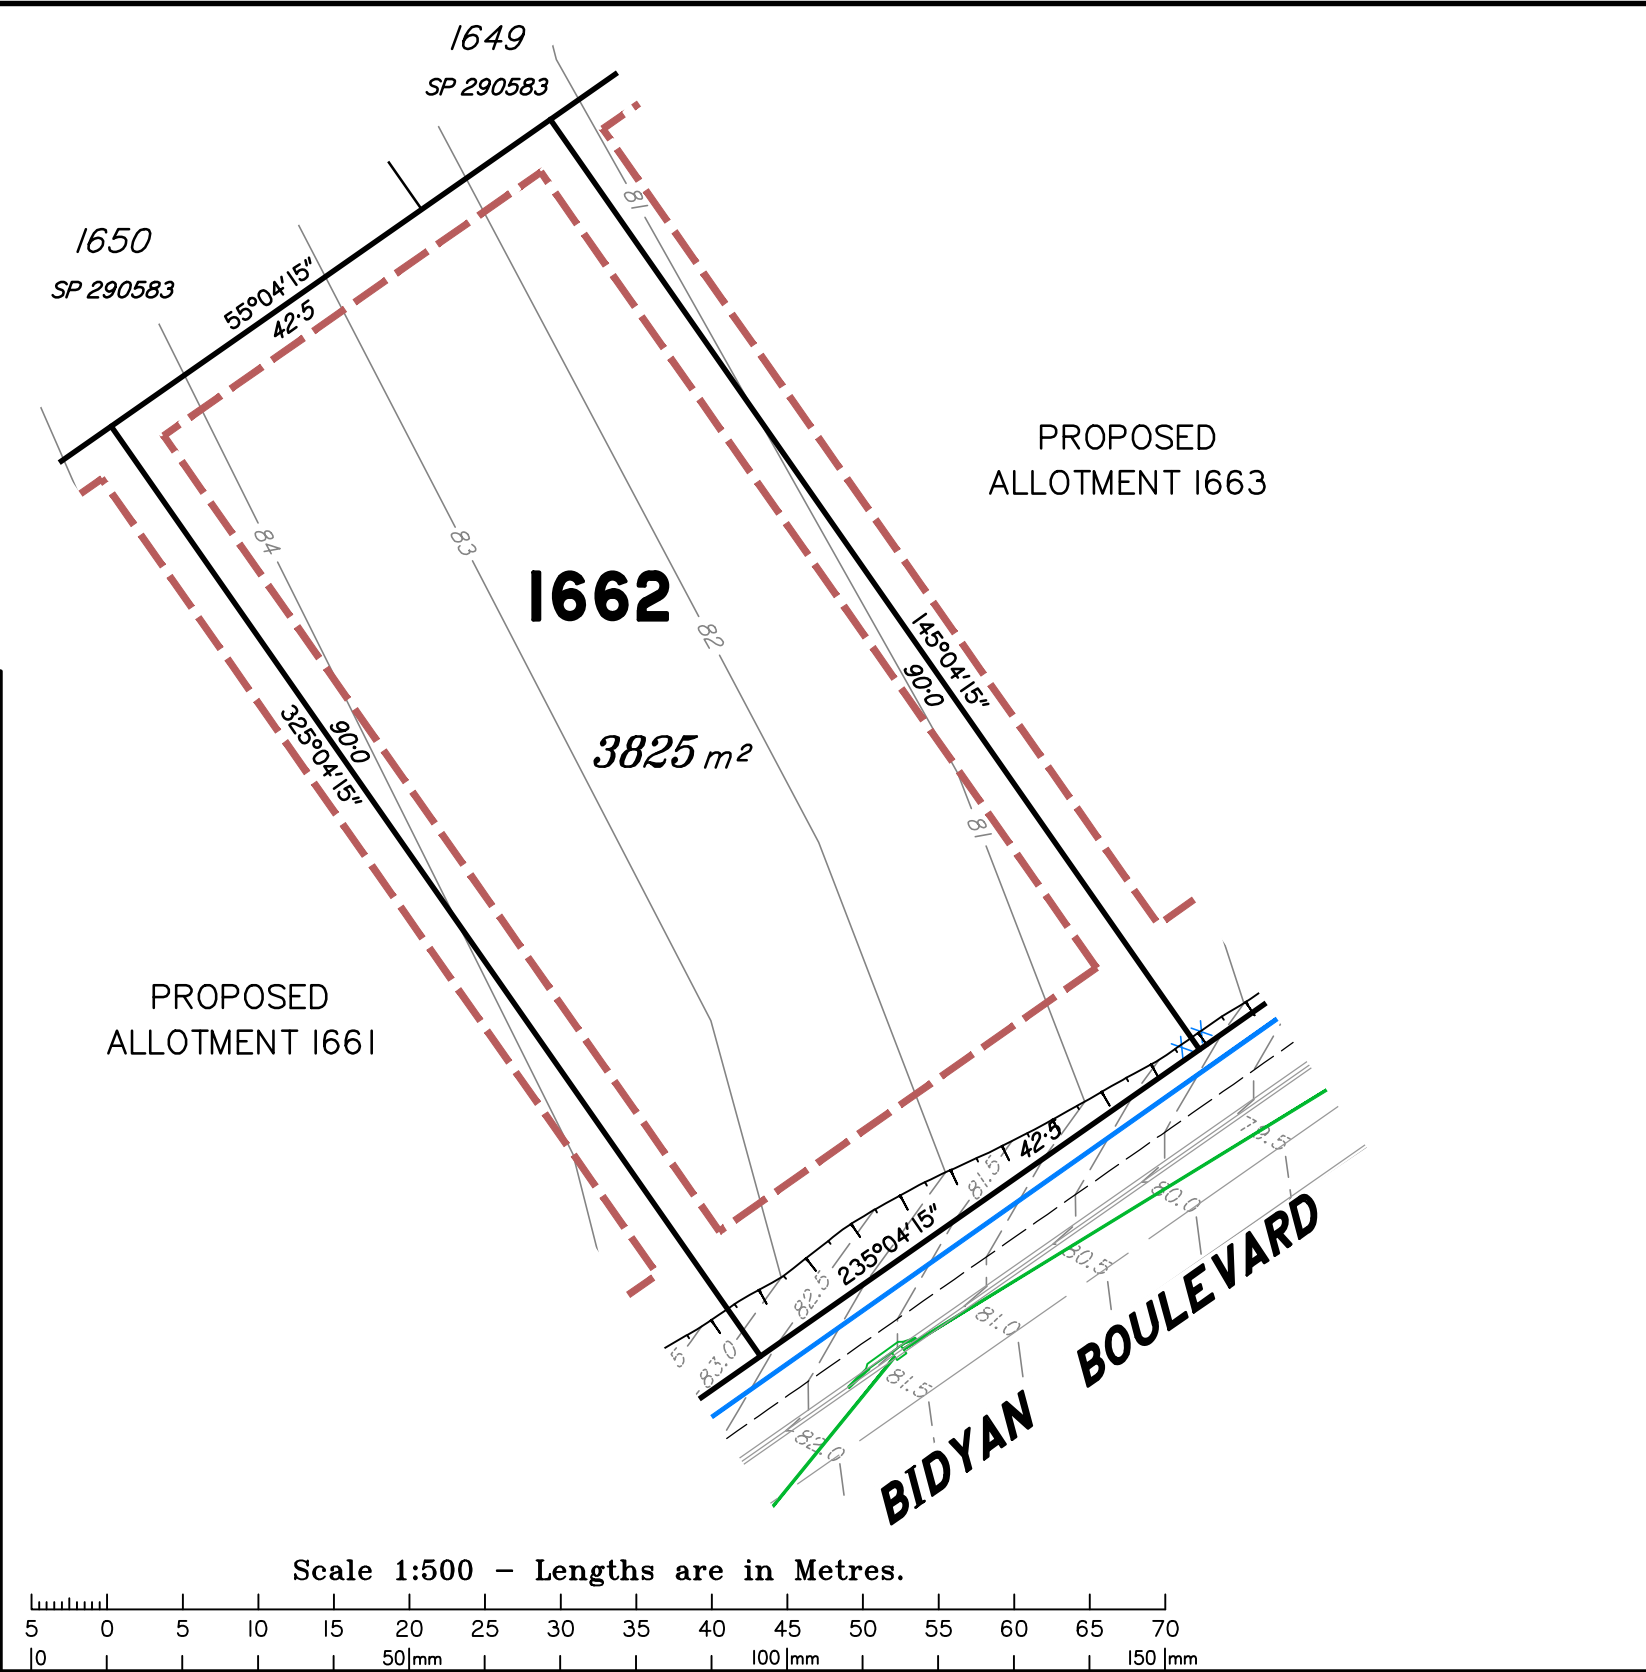 1649
SP 290583
1650
SP 290583
55°04'15"
42·5
81
84
83
82
81
1662
3825 m²
PROPOSED
ALLOTMENT 1663
145°04'15"
90·0
325°04'15"
90·0
PROPOSED
ALLOTMENT 1661
42·5
235°04'15"
81.5
82.5
83.0
5
79.5
80.0
80.5
81.0
81.5
82.0
BIDYAN BOULEVARD
Scale 1:500 - Lengths are in Metres.
5 0 5 10 15 20 25 30 35 40 45 50 55 60 65 70
0 50 mm 100 mm 150 mm